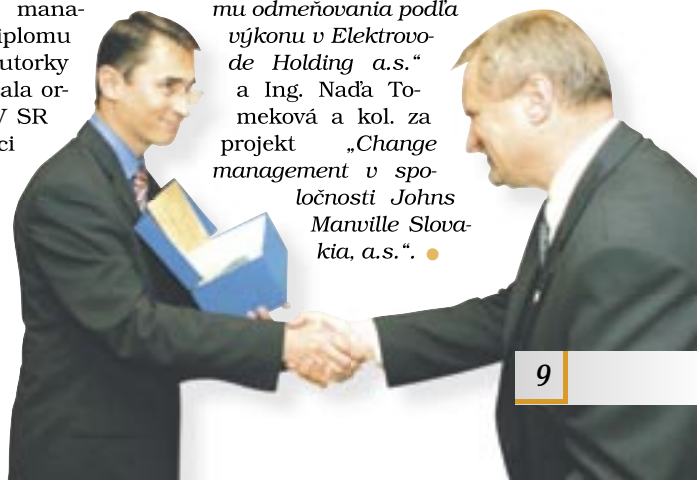 mana-
iplomu
utorky
ala or-
V SR
ci
mu odmeňovania podľa
výkonu v Elektrovo-
de Holding a.s.“
a Ing. Naďa To-
meková a kol. za
projekt „Change
management v spo-
ločnosti Johns
Manville Slova-
kia, a.s.“.
9